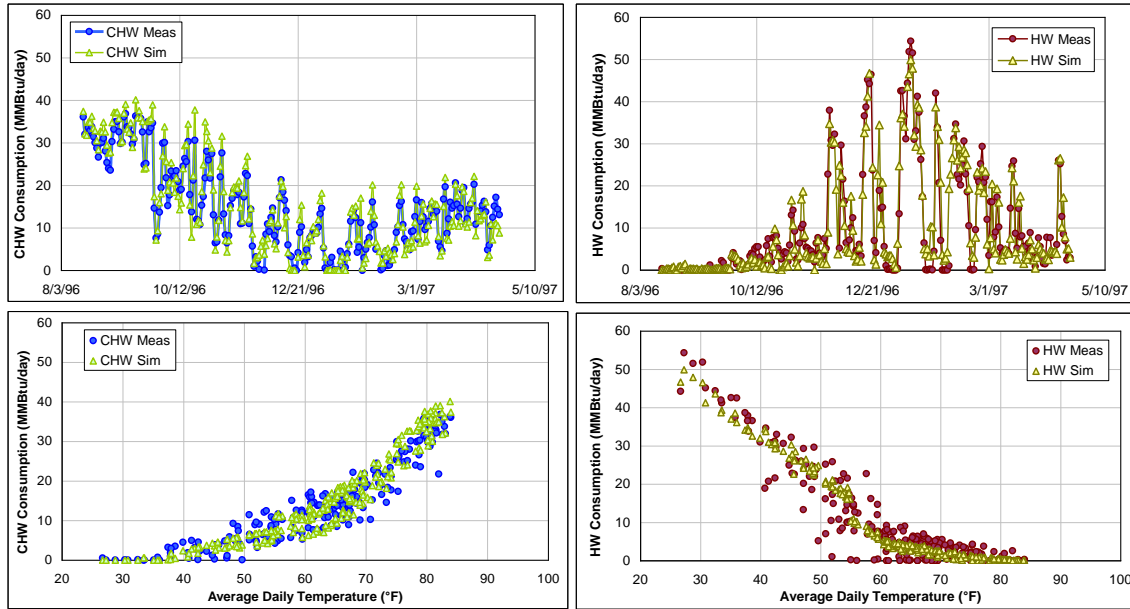 CHW Consumption (MMBtu/day)
60
50
40
30
20
10
0
8/3/96 10/12/96 12/21/96 3/1/97 5/10/97
CHW Meas
CHW Sim
HW Consumption (MMBtu/day)
60
50
40
30
20
10
0
8/3/96 10/12/96 12/21/96 3/1/97 5/10/97
HW Meas
HW Sim
CHW Consumption (MMBtu/day)
60
50
40
30
20
10
0
20 30 40 50 60 70 80 90 100
Average Daily Temperature (°F)
CHW Meas
CHW Sim
HW Consumption (MMBtu/day)
60
50
40
30
20
10
0
20 30 40 50 60 70 80 90 100
Average Daily Temperature (°F)
HW Meas
HW Sim